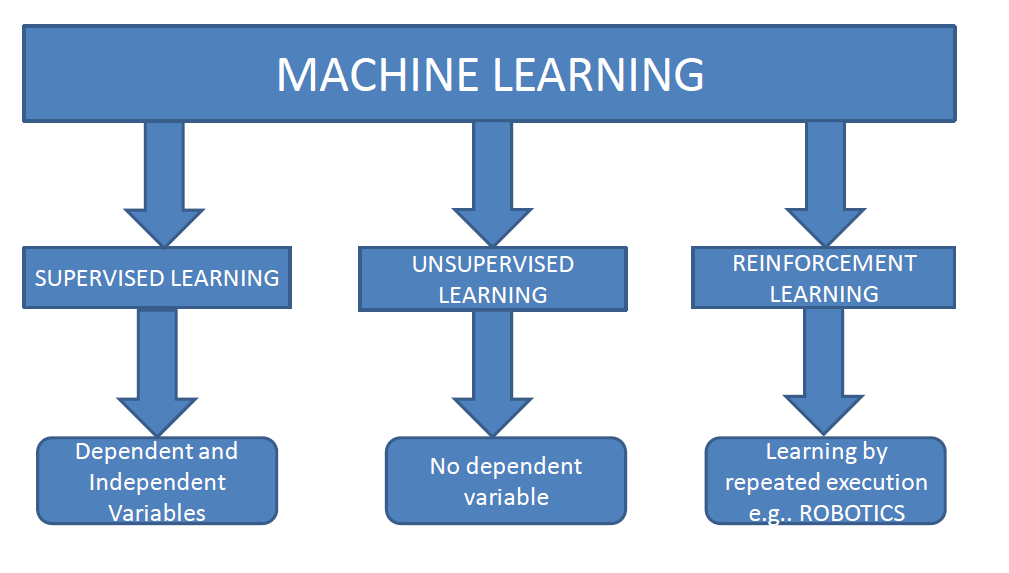 MACHINE LEARNING
SUPERVISED LEARNING
UNSUPERVISED
LEARNING
REINFORCEMENT
LEARNING
Dependent and
Independent
Variables
No dependent
variable
Learning by
repeated execution
e.g.. ROBOTICS